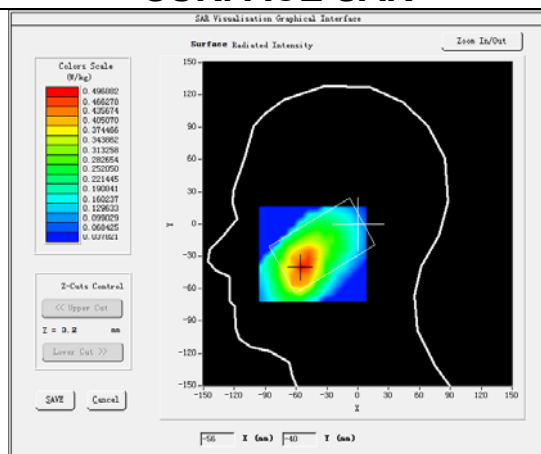 SAR Visualisation Graphical Interface
Surface Radiated Intensity
Zoom In/Out
Colors Scale
(W/kg)
0.496882
0.466278
0.435674
0.405070
0.374466
0.343862
0.313258
0.282654
0.252050
0.221445
0.190841
0.160237
0.129633
0.099029
0.068425
0.037821
150
120
90
60
30
0
-30
-60
-90
-120
-150
Y
-150 -120 -90 -60 -30 0 30 60 90 120 150
X
Z-Cuts Control
<< Upper Cut
Z = 0.2 mm
Lower Cut >>
SAVE Cancel
-56 X (mm) -40 Y (mm)